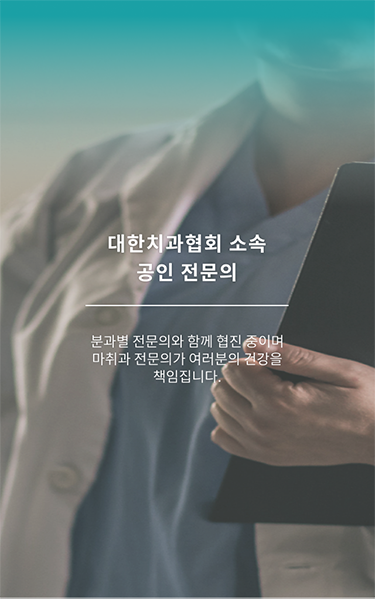 대한치과협회 소속
공인 전문의
분과별 전문의와 함께 협진 중이며
마취과 전문의가 여러분의 건강을
책임집니다.